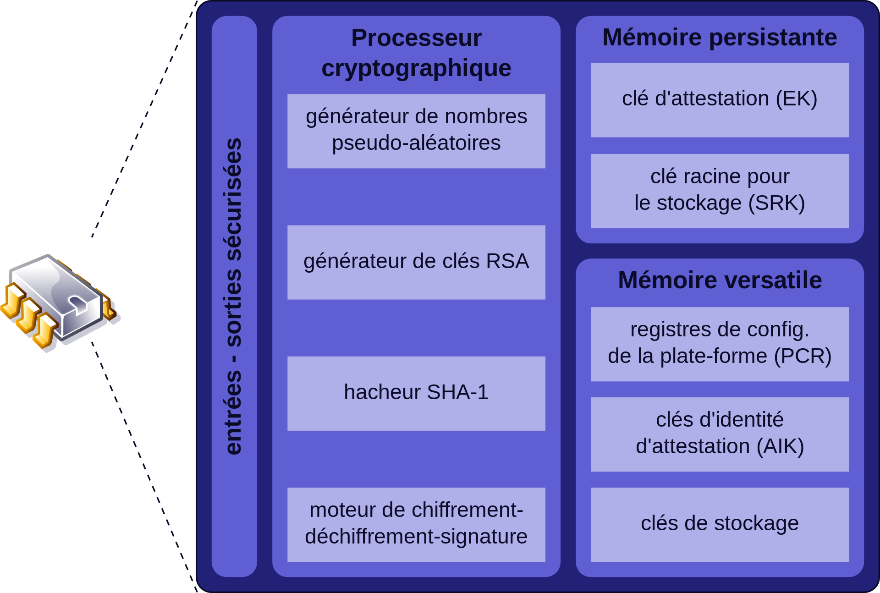 entrées - sorties sécurisées
Processeur
cryptographique
générateur de nombres
pseudo-aléatoires
générateur de clés RSA
hacheur SHA-1
moteur de chiffrement-
déchiffrement-signature
Mémoire persistante
clé d'attestation (EK)
clé racine pour
le stockage (SRK)
Mémoire versatile
registres de config.
de la plate-forme (PCR)
clés d'identité
d'attestation (AIK)
clés de stockage